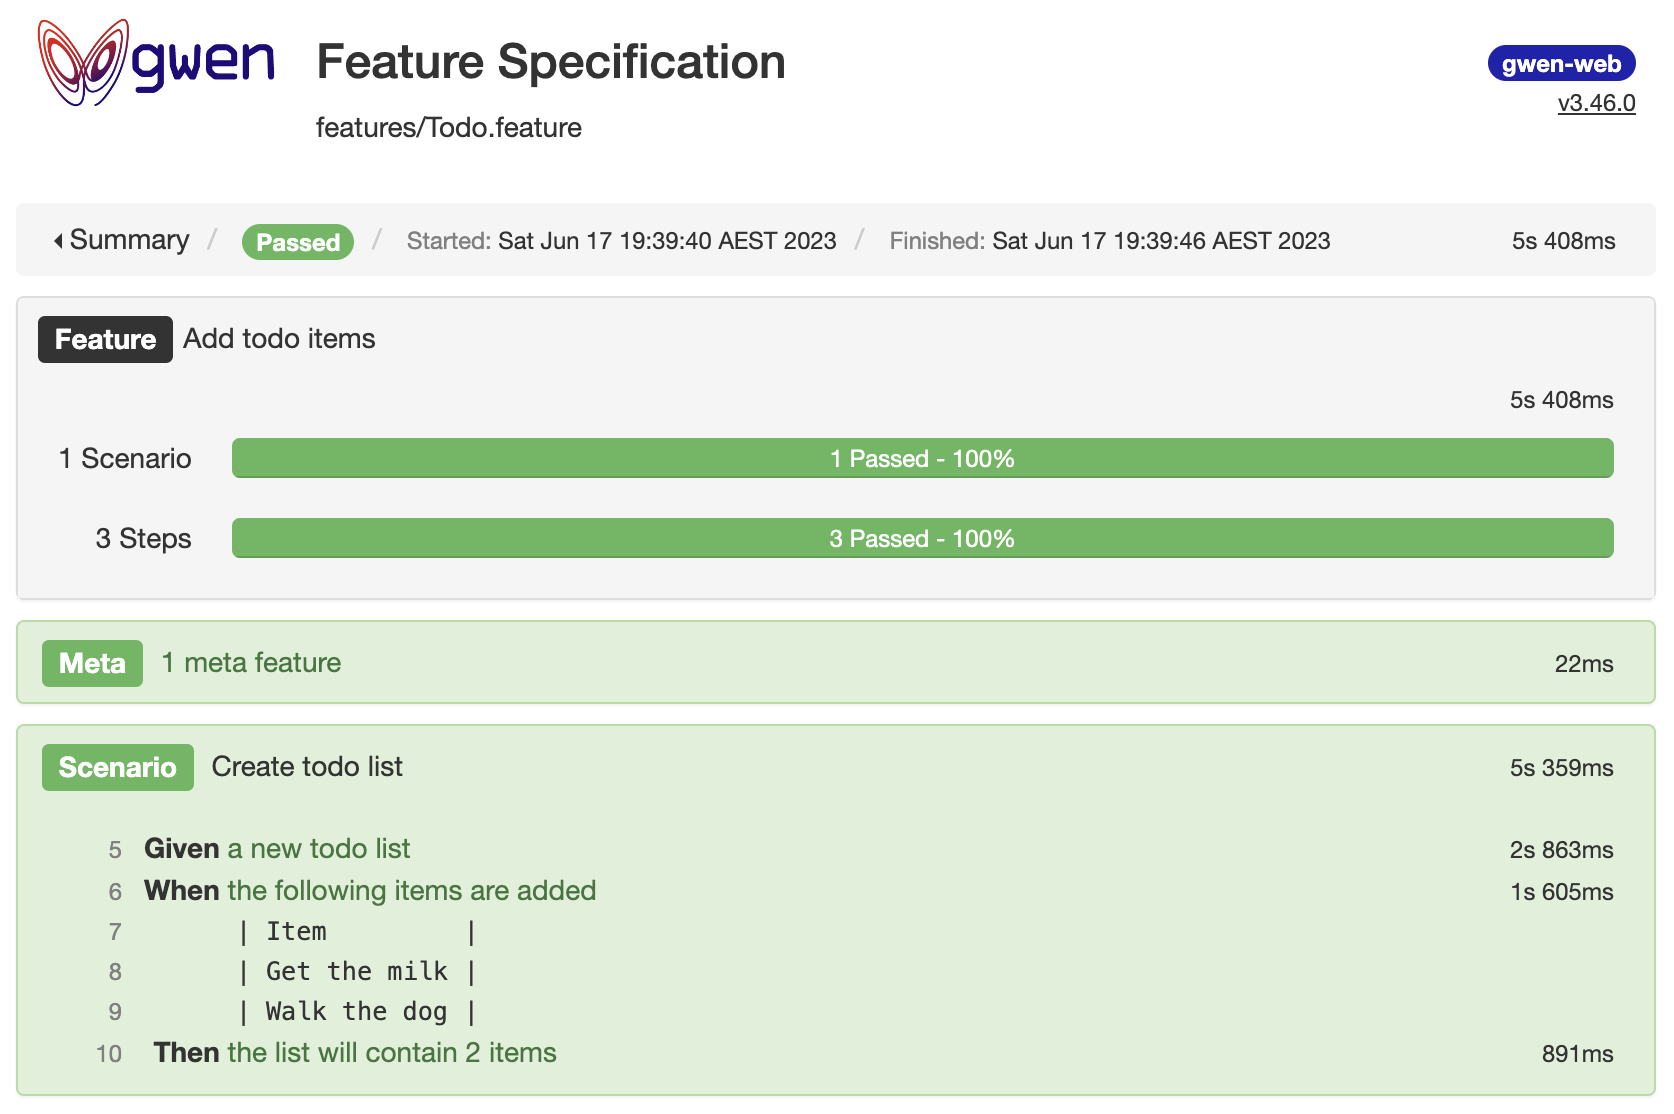 gwen
Feature Specification
gwen-web
v3.46.0
features/Todo.feature
Summary / Passed / Started: Sat Jun 17 19:39:40 AEST 2023 / Finished: Sat Jun 17 19:39:46 AEST 2023 5s 408ms
Feature Add todo items
5s 408ms
1 Scenario 1 Passed - 100%
3 Steps 3 Passed - 100%
Meta 1 meta feature 22ms
Scenario Create todo list 5s 359ms
5 Given a new todo list 2s 863ms
6 When the following items are added 1s 605ms
7 | Item |
8 | Get the milk |
9 | Walk the dog |
10 Then the list will contain 2 items 891ms